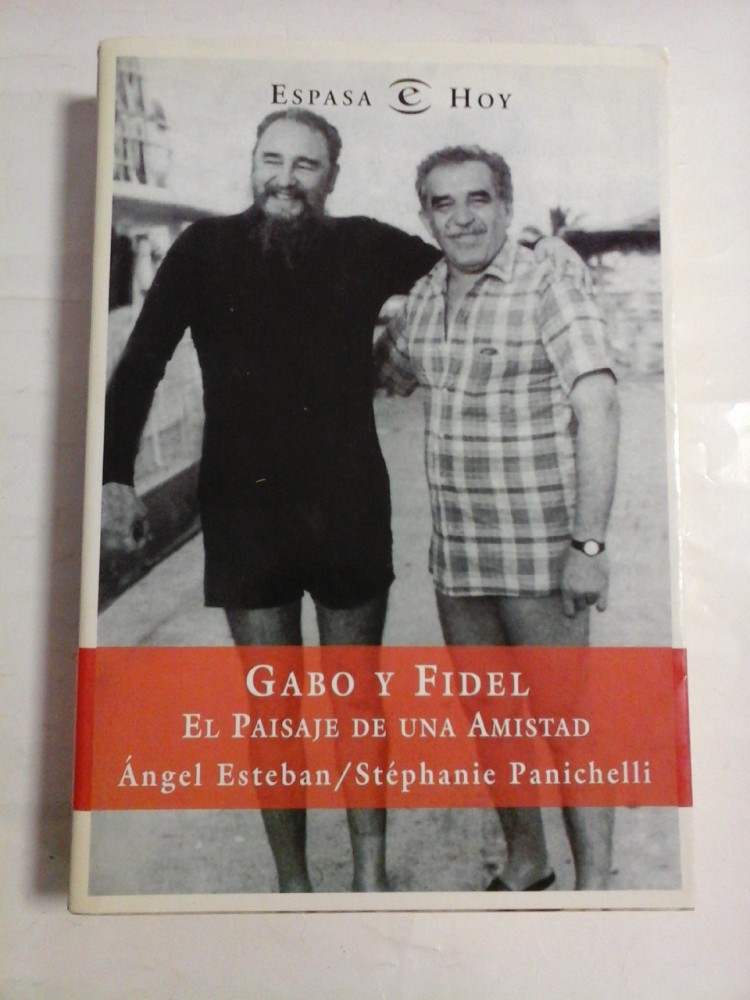 ESPASA e HOY
GABO Y FIDEL
EL PAISAJE DE UNA AMISTAD
Ángel Esteban/Stéphanie Panichelli